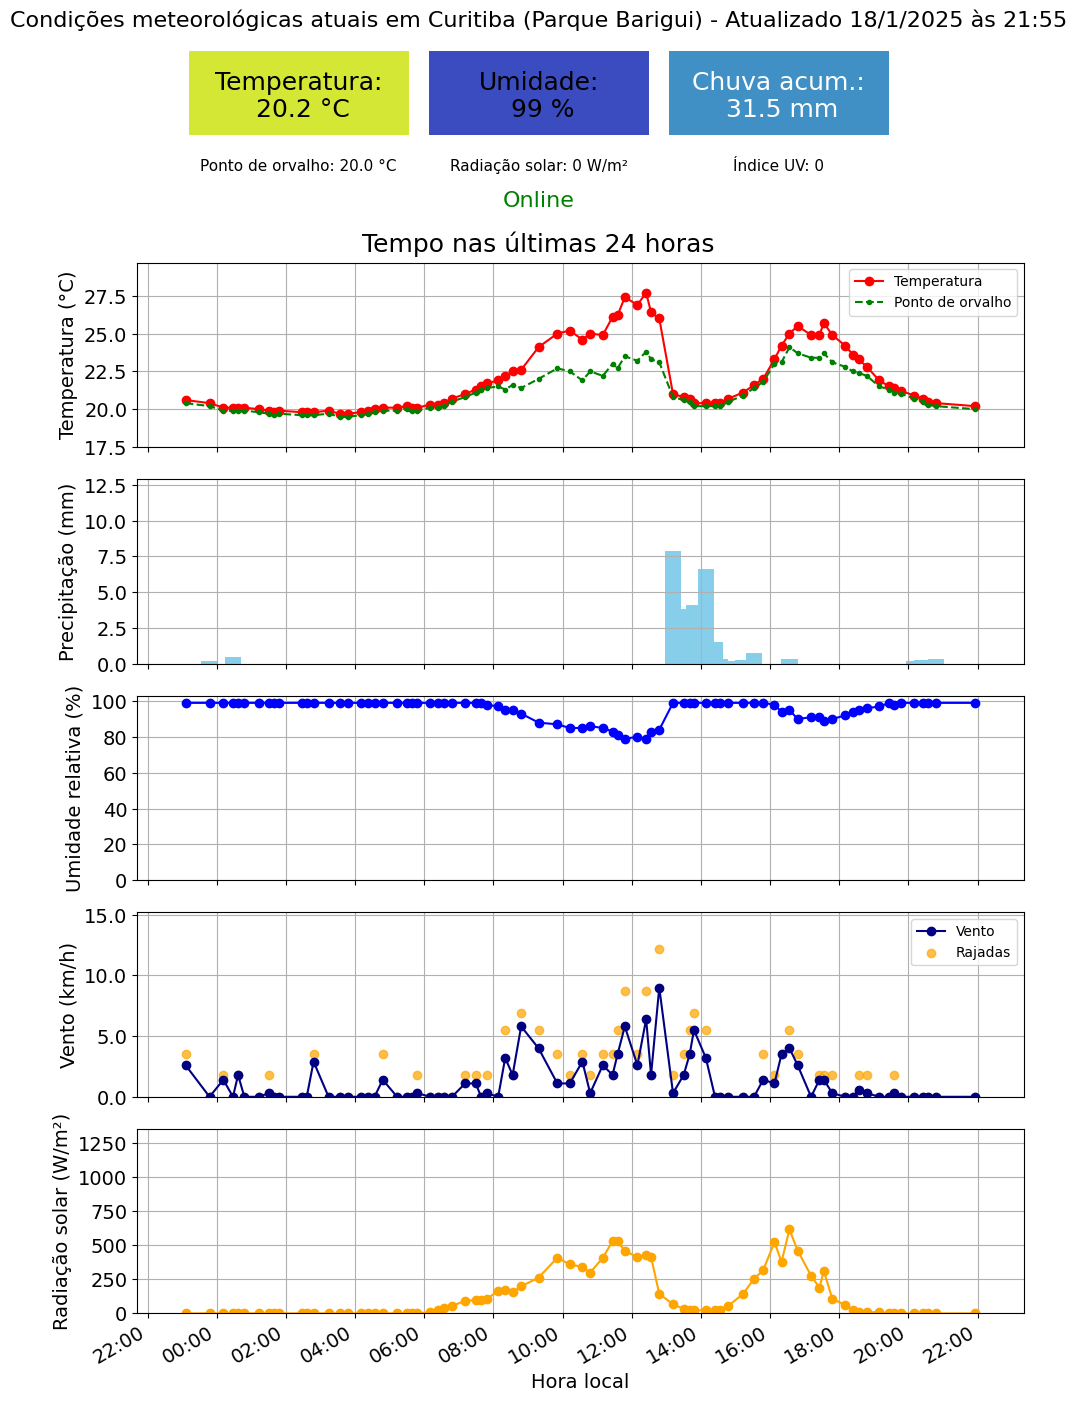 Condições meteorológicas atuais em Curitiba (Parque Barigui) - Atualizado 18/1/2025 às 21:55
Temperatura:
20.2 °C
Umidade:
99 %
Chuva acum.:
31.5 mm
Ponto de orvalho: 20.0 °C
Radiação solar: 0 W/m²
Índice UV: 0
Online
Tempo nas últimas 24 horas
Temperatura (°C)
27.5
25.0
22.5
20.0
17.5
Temperatura
Ponto de orvalho
Precipitação (mm)
12.5
10.0
7.5
5.0
2.5
0.0
Umidade relativa (%)
100
80
60
40
20
0
Vento (km/h)
15.0
10.0
5.0
0.0
Vento
Rajadas
Radiação solar (W/m²)
1250
1000
750
500
250
0
22:00
00:00
02:00
04:00
06:00
08:00
10:00
12:00
14:00
16:00
18:00
20:00
22:00
Hora local